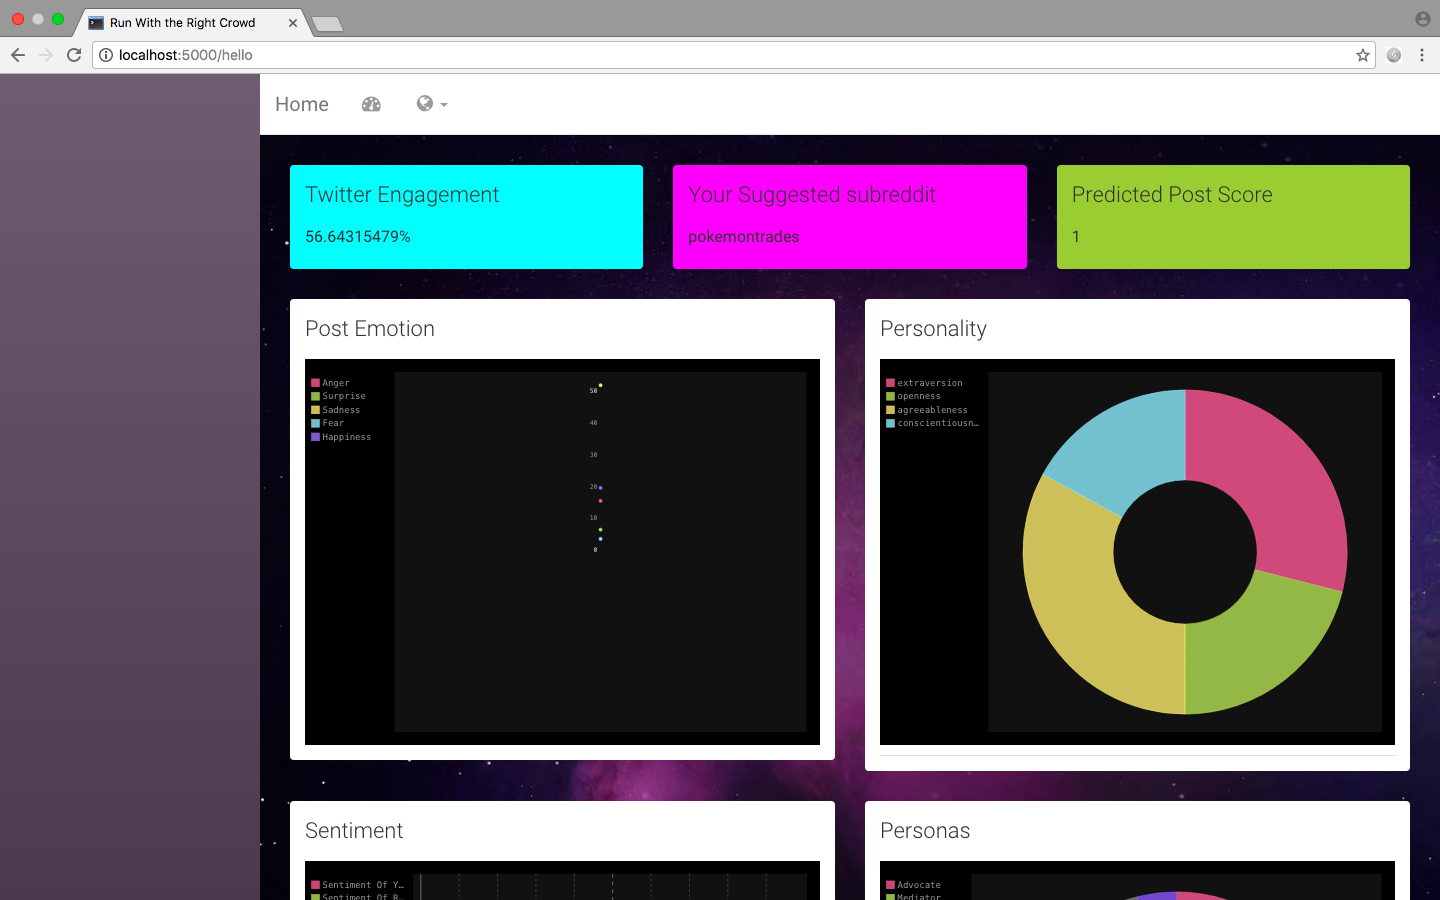 Run With the Right Crowd
localhost:5000/hello
Home
Twitter Engagement
56.64315479%
Your Suggested subreddit
pokemontrades
Predicted Post Score
1
Post Emotion
Anger
Surprise
Sadness
Fear
Happiness
50
40
30
20
10
0
Personality
extraversion
openness
agreeableness
conscientiousn…
Sentiment
Sentiment Of Y…
Sentiment Of R…
Personas
Advocate
Mediator